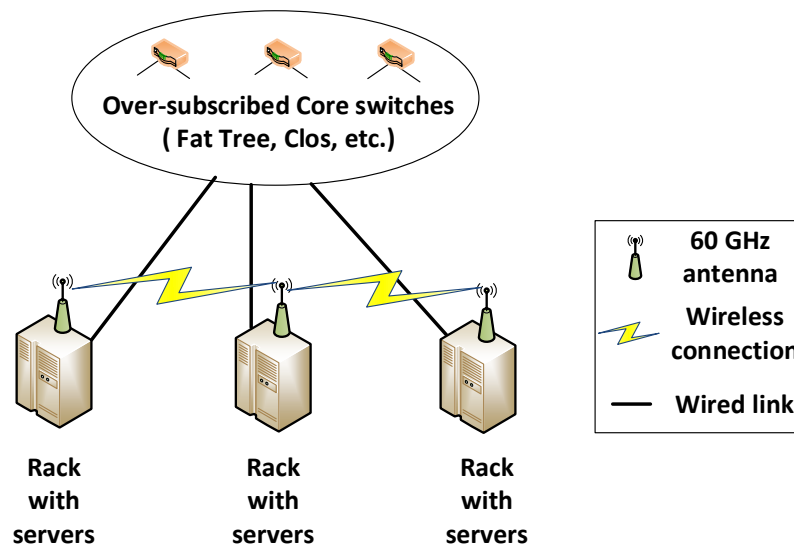 Over-subscribed Core switches
( Fat Tree, Clos, etc.)
60 GHz
antenna
Wireless
connection
Wired link
Rack
with
servers
Rack
with
servers
Rack
with
servers